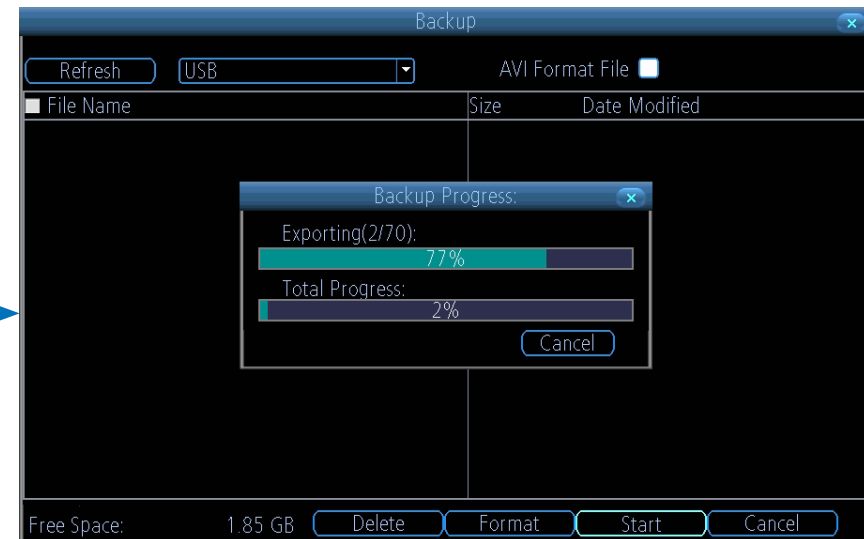 Backup
Refresh USB AVI Format File
File Name Size Date Modified
Backup Progress:
Exporting(2/70):
77%
Total Progress:
2%
Cancel
Free Space: 1.85 GB Delete Format Start Cancel